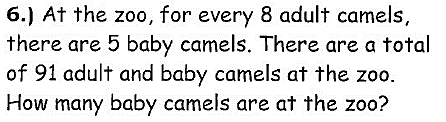 6.) At the zoo, for every 8 adult camels,
there are 5 baby camels. There are a total
of 91 adult and baby camels at the zoo.
How many baby camels are at the zoo?